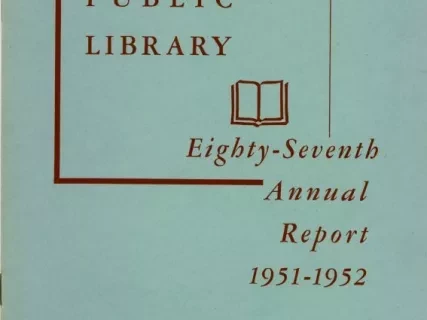 PUBLIC
LIBRARY
Eighty-Seventh
Annual
Report
1951-1952